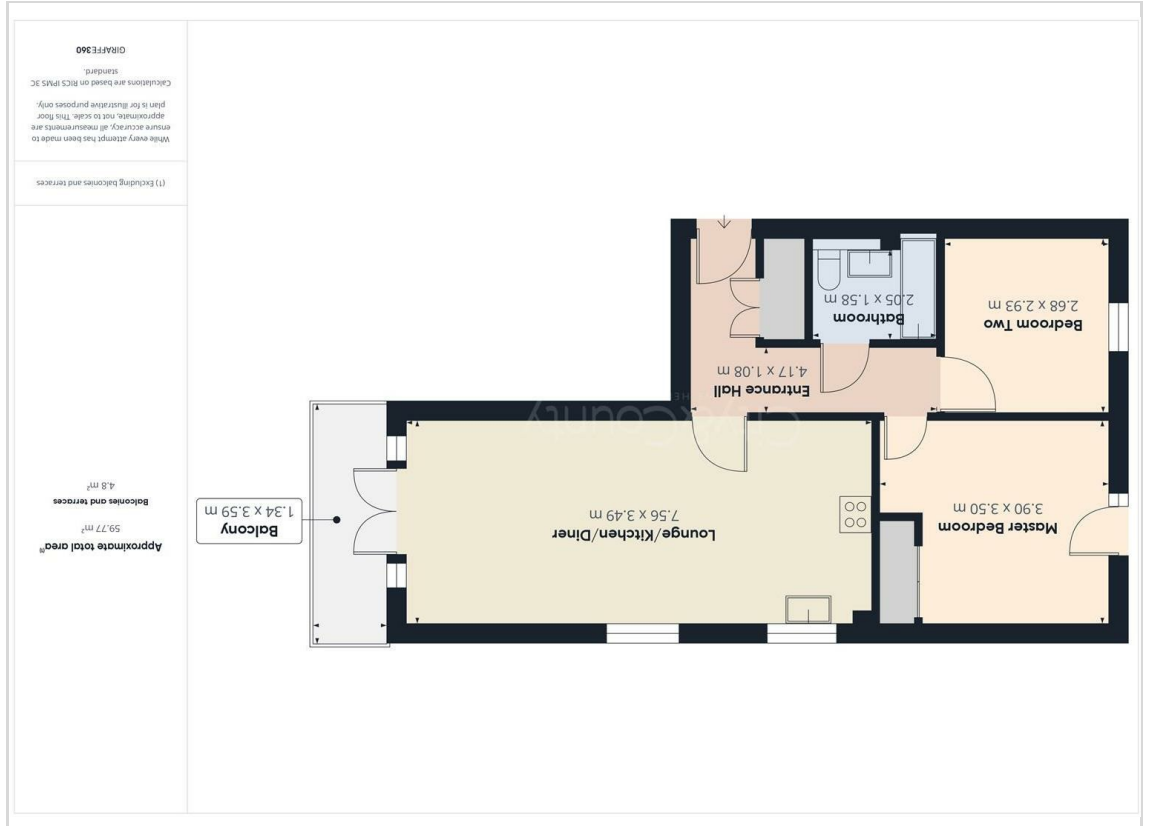 Master Bedroom
3.90 x 3.50 m
Lounge/Kitchen/Diner
7.56 x 3.49 m
Balcony
1.34 x 3.59 m
City&County
Bedroom Two
2.68 x 2.93 m
Entrance Hall
4.17 x 1.08 m
Bathroom
2.05 x 1.58 m
Approximate total area(1)
59.77 m²
Balconies and terraces
4.8 m²
(1) Excluding balconies and terraces
While every attempt has been made to
ensure accuracy, all measurements are
approximate, not to scale. This floor
plan is for illustrative purposes only.
Calculations are based on RICS IPMS 3C
standard.
GIRAFFE360